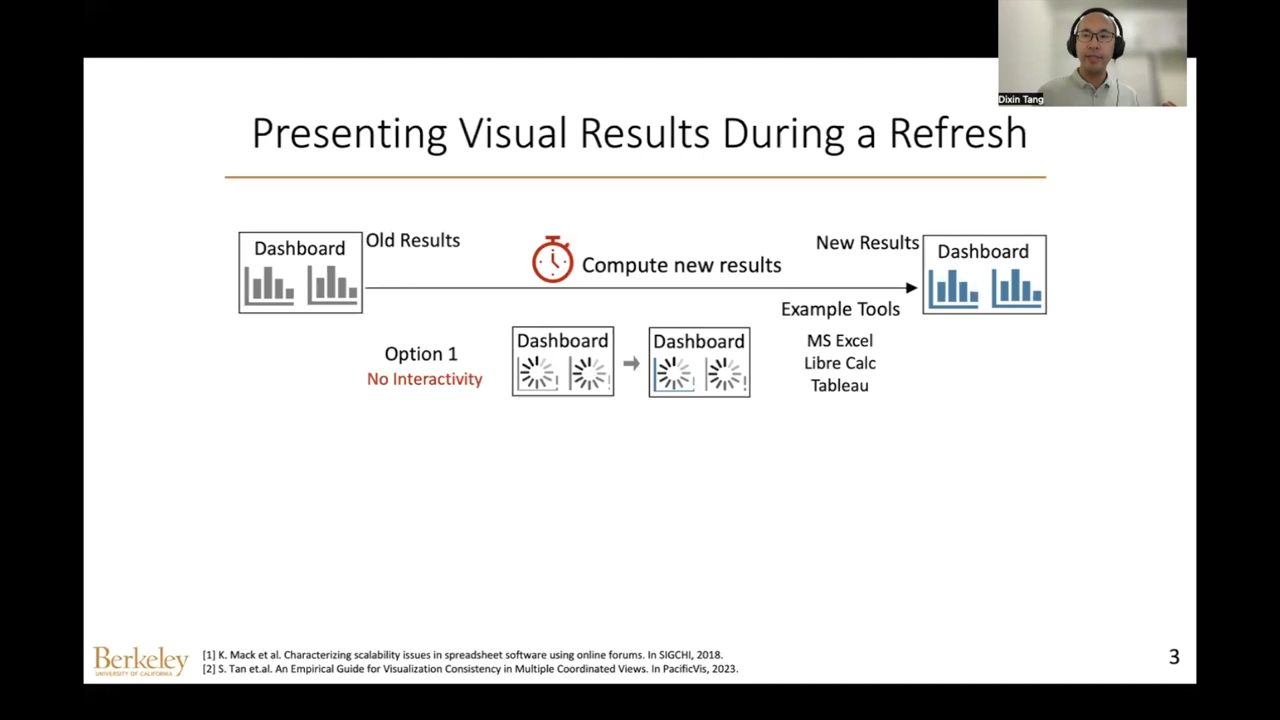 Dixin Tang
Presenting Visual Results During a Refresh
Dashboard
Old Results
Compute new results
New Results
Dashboard
Example Tools
Option 1
No Interactivity
Dashboard
Dashboard
MS Excel
Libre Calc
Tableau
Berkeley
UNIVERSITY OF CALIFORNIA
[1] K. Mack et al. Characterizing scalability issues in spreadsheet software using online forums. In SIGCHI, 2018.
[2] S. Tan et.al. An Empirical Guide for Visualization Consistency in Multiple Coordinated Views. In PacificVis, 2023.
3